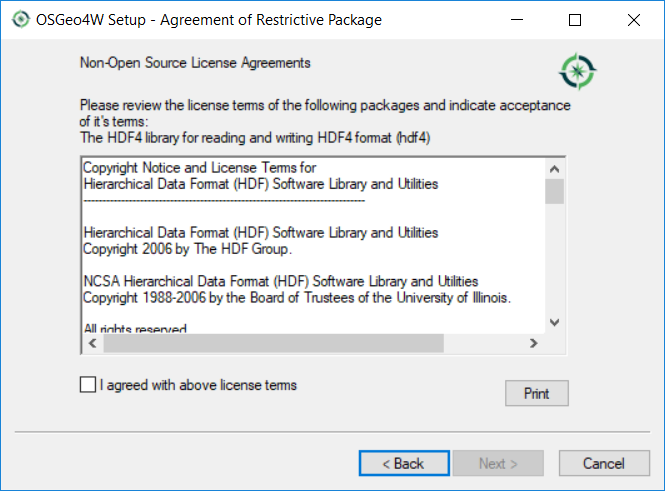 OSGeo4W Setup - Agreement of Restrictive Package
Non-Open Source License Agreements
Please review the license terms of the following packages and indicate acceptance
of it's terms:
The HDF4 library for reading and writing HDF4 format (hdf4)
Copyright Notice and License Terms for
Hierarchical Data Format (HDF) Software Library and Utilities
-----------------------------------------------------------------------------
Hierarchical Data Format (HDF) Software Library and Utilities
Copyright 2006 by The HDF Group.
NCSA Hierarchical Data Format (HDF) Software Library and Utilities
Copyright 1988-2006 by the Board of Trustees of the University of Illinois.
All rights reserved
I agreed with above license terms
Print
< Back
Next >
Cancel